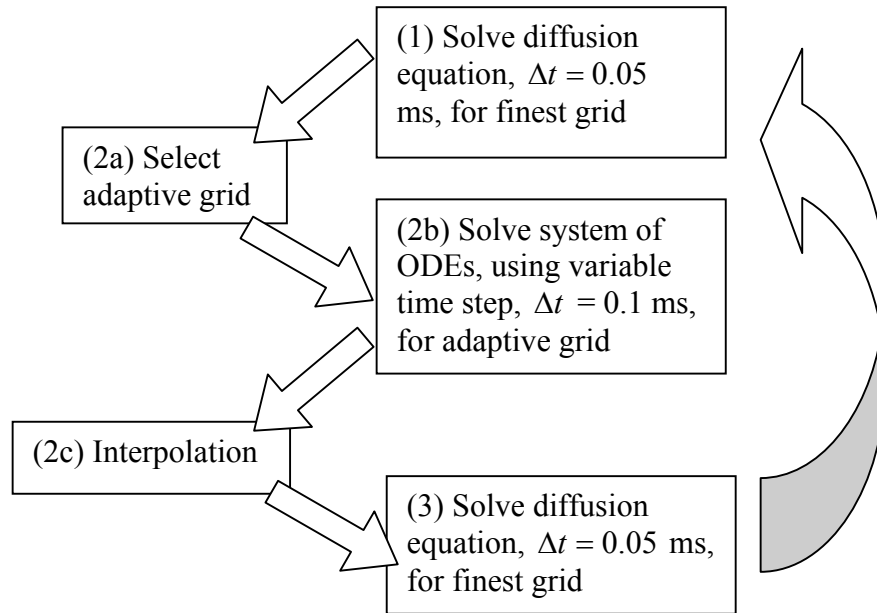 (1) Solve diffusion
equation, Δt = 0.05
ms, for finest grid
(2a) Select
adaptive grid
(2b) Solve system of
ODEs, using variable
time step, Δt = 0.1 ms,
for adaptive grid
(2c) Interpolation
(3) Solve diffusion
equation, Δt = 0.05 ms,
for finest grid